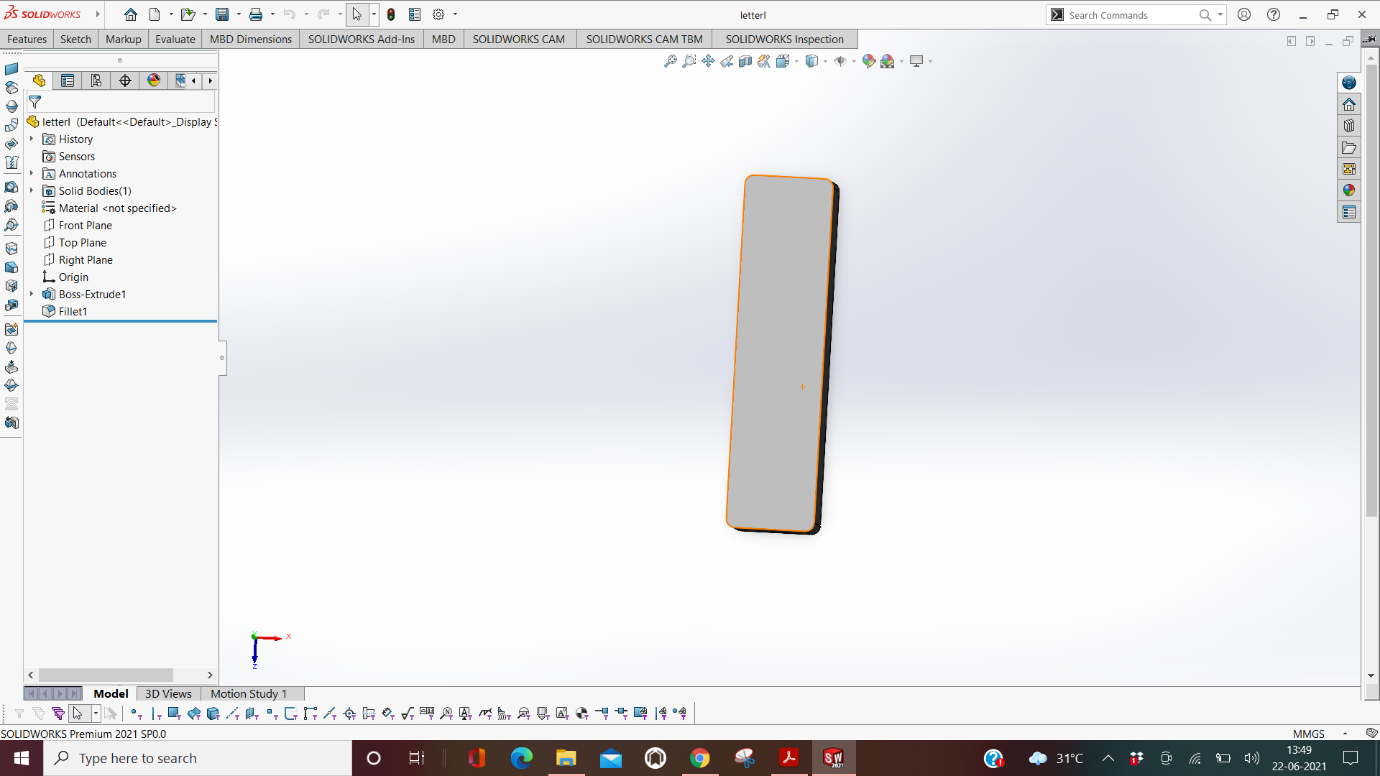 SOLIDWORKS
letterI
Search Commands
Features
Sketch
Markup
Evaluate
MBD Dimensions
SOLIDWORKS Add-Ins
MBD
SOLIDWORKS CAM
SOLIDWORKS CAM TBM
SOLIDWORKS Inspection
letterI (Default<<Default>_Display S
History
Sensors
Annotations
Solid Bodies(1)
Material <not specified>
Front Plane
Top Plane
Right Plane
Origin
Boss-Extrude1
Fillet1
X
Z
Model
3D Views
Motion Study 1
SOLIDWORKS Premium 2021 SP0.0
MMGS
Type here to search
31°C
13:49
22-06-2021